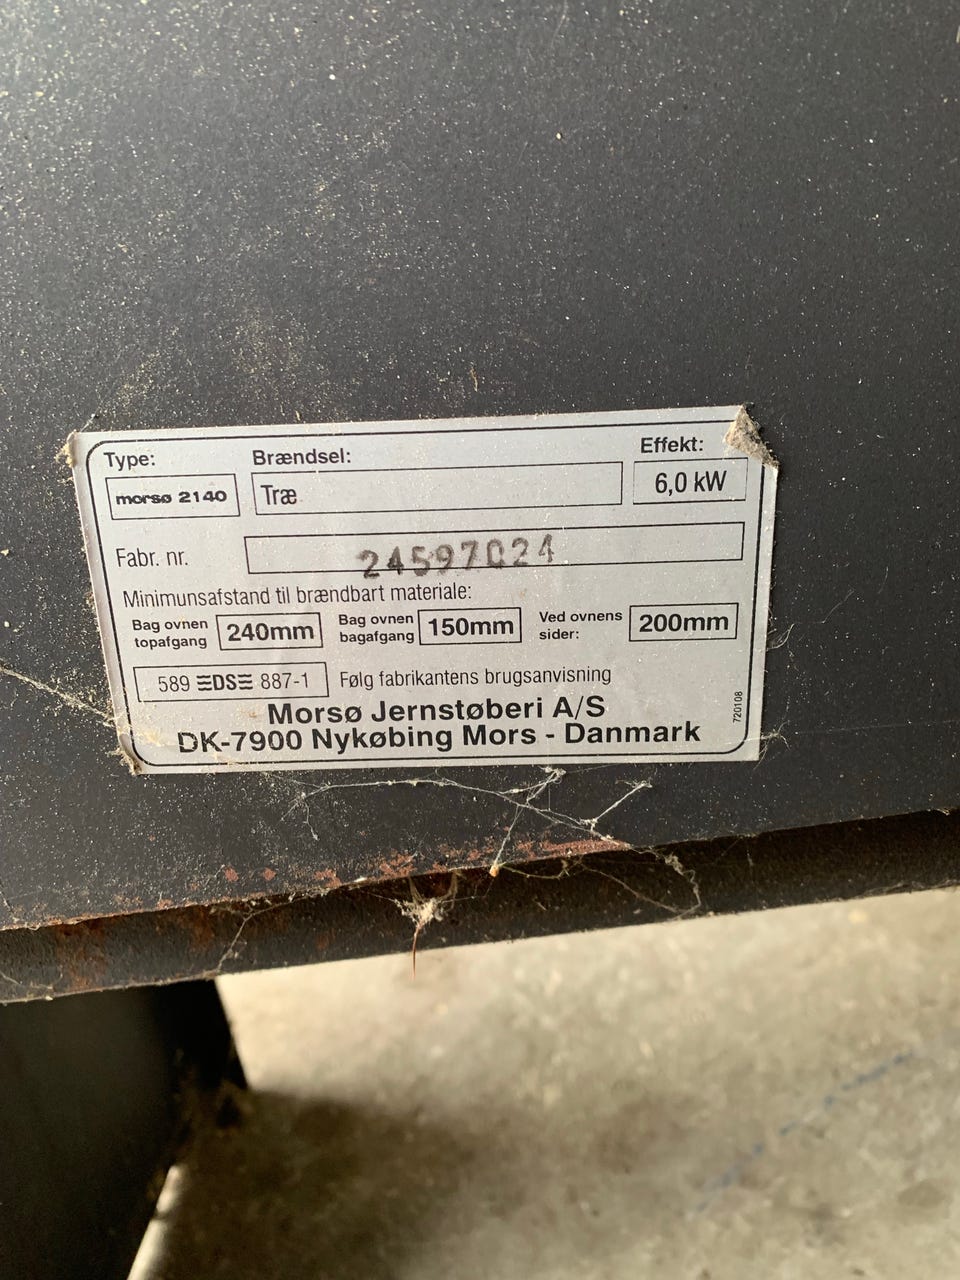 Type: Brændsel: Effekt:
morsø 2140 Træ 6,0 kW
Fabr. nr. 24597024
Minimunsafstand til brændbart materiale:
Bag ovnen topafgang 240mm Bag ovnen bagafgang 150mm Ved ovnens sider: 200mm
589 DS 887-1 Følg fabrikantens brugsanvisning
Morsø Jernstøberi A/S
DK-7900 Nykøbing Mors - Danmark
720108